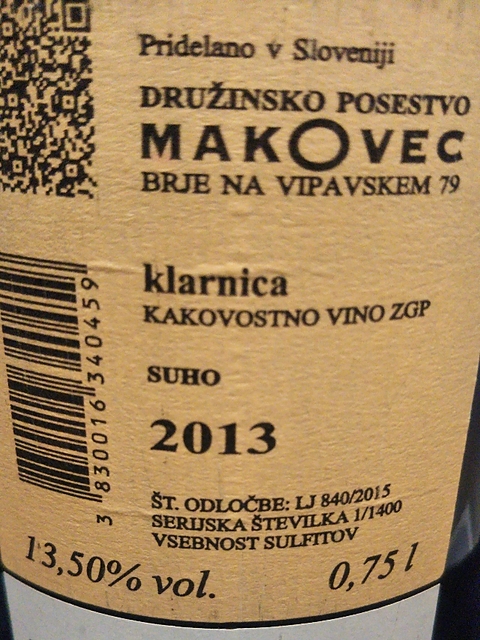 Pridelano v Sloveniji
DRUŽINSKO POSESTVO
MAKOVEC
BRJE NA VIPAVSKEM 79
klarnica
KAKOVOSTNO VINO ZGP
SUHO
2013
ŠT. ODLOČBE: LJ 840/2015
SERIJSKA ŠTEVILKA 1/1400
VSEBNOST SULFITOV
13,50% vol.
0,75 l
3 830016 340459